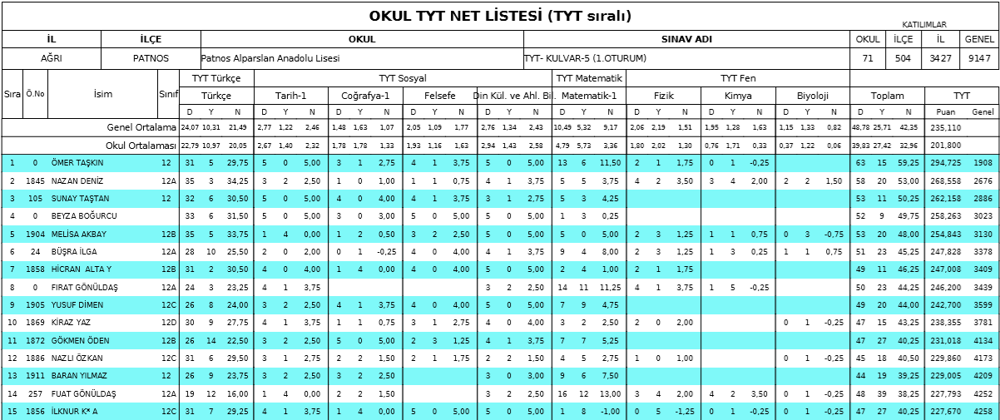 OKUL TYT NET LİSTESİ (TYT sıralı)
KATILIMLAR
İL İLÇE OKUL SINAV ADI OKUL İLÇE İL GENEL
AĞRI PATNOS Patnos Alparslan Anadolu Lisesi TYT- KULVAR-5 (1.OTURUM) 71 504 3427 9147
TYT Türkçe TYT Sosyal TYT Matematik TYT Fen
Sıra Ö.No İsim Sınıf Türkçe Tarih-1 Coğrafya-1 Felsefe Din Kül. ve Ahl. Bil. Matematik-1 Fizik Kimya Biyoloji Toplam TYT
D Y N D Y N D Y N D Y N D Y N D Y N D Y N D Y N D Y N D Y N Puan Genel
Genel Ortalama 24,07 10,31 21,49 2,77 1,22 2,46 1,48 1,63 1,07 2,05 1,09 1,77 2,76 1,34 2,43 10,49 5,32 9,17 2,06 2,19 1,51 1,95 1,28 1,63 1,15 1,33 0,82 48,78 25,71 42,35 235,110
Okul Ortalaması 22,79 10,97 20,05 2,67 1,40 2,32 1,78 1,78 1,33 1,93 1,16 1,63 2,94 1,43 2,58 4,79 5,73 3,36 1,80 2,02 1,30 0,76 1,71 0,33 0,37 1,22 0,06 39,83 27,42 32,96 201,800
1 0 ÖMER TAŞKIN 12 31 5 29,75 5 0 5,00 3 1 2,75 4 1 3,75 5 0 5,00 13 6 11,50 2 1 1,75 0 1 -0,25 63 15 59,25 294,725 1908
2 1845 NAZAN DENİZ 12A 35 3 34,25 3 2 2,50 1 0 1,00 1 1 0,75 4 1 3,75 5 5 3,75 4 2 3,50 3 4 2,00 2 2 1,50 58 20 53,00 268,558 2676
3 105 SUNAY TAŞTAN 12 32 6 30,50 5 0 5,00 4 0 4,00 4 1 3,75 3 1 2,75 5 3 4,25 53 11 50,25 262,158 2886
4 0 BEYZA BOĞURCU 33 6 31,50 5 0 5,00 3 0 3,00 5 0 5,00 5 0 5,00 1 3 0,25 52 9 49,75 258,263 3023
5 1904 MELİSA AKBAY 12B 35 5 33,75 1 4 0,00 1 2 0,50 3 2 2,50 5 0 5,00 5 0 5,00 2 3 1,25 1 1 0,75 0 3 -0,75 53 20 48,00 254,843 3130
6 24 BÜŞRA İLGA 12A 28 10 25,50 2 0 2,00 0 1 -0,25 4 0 4,00 4 1 3,75 9 4 8,00 2 3 1,25 1 3 0,25 1 1 0,75 51 23 45,25 247,828 3378
7 1858 HİCRAN ALTA Y 12B 31 2 30,50 4 0 4,00 1 4 0,00 4 0 4,00 5 0 5,00 2 4 1,00 2 1 1,75 49 11 46,25 247,008 3409
8 0 FIRAT GÖNÜLDAŞ 12A 24 3 23,25 4 1 3,75 3 2 2,50 14 11 11,25 4 1 3,75 1 5 -0,25 50 23 44,25 246,200 3439
9 1905 YUSUF DİMEN 12C 26 8 24,00 3 2 2,50 4 1 3,75 4 0 4,00 5 0 5,00 7 9 4,75 49 20 44,00 242,700 3599
10 1869 KİRAZ YAZ 12D 30 9 27,75 4 1 3,75 1 1 0,75 3 1 2,75 4 0 4,00 3 2 2,50 2 0 2,00 0 1 -0,25 47 15 43,25 238,355 3781
11 1872 GÖKMEN ÖDEN 12B 26 14 22,50 3 2 2,50 5 0 5,00 2 3 1,25 4 1 3,75 7 7 5,25 47 27 40,25 231,018 4134
12 1886 NAZLI ÖZKAN 12C 31 6 29,50 3 1 2,75 2 2 1,50 2 1 1,75 2 2 1,50 4 5 2,75 1 0 1,00 0 1 -0,25 45 18 40,50 229,860 4173
13 1911 BARAN YILMAZ 12 26 9 23,75 3 2 2,50 3 2 2,50 3 0 3,00 9 6 7,50 44 19 39,25 229,005 4209
14 257 FUAT GÖNÜLDAŞ 12A 19 12 16,00 1 4 0,00 2 2 1,50 3 2 2,50 16 12 13,00 3 4 2,00 4 2 3,50 0 1 -0,25 48 39 38,25 227,793 4252
15 1856 İLKNUR K* A 12C 31 7 29,25 4 1 3,75 1 4 0,00 5 0 5,00 5 0 5,00 1 8 -1,00 0 5 -1,25 0 1 -0,25 0 1 -0,25 47 27 40,25 227,670 4258